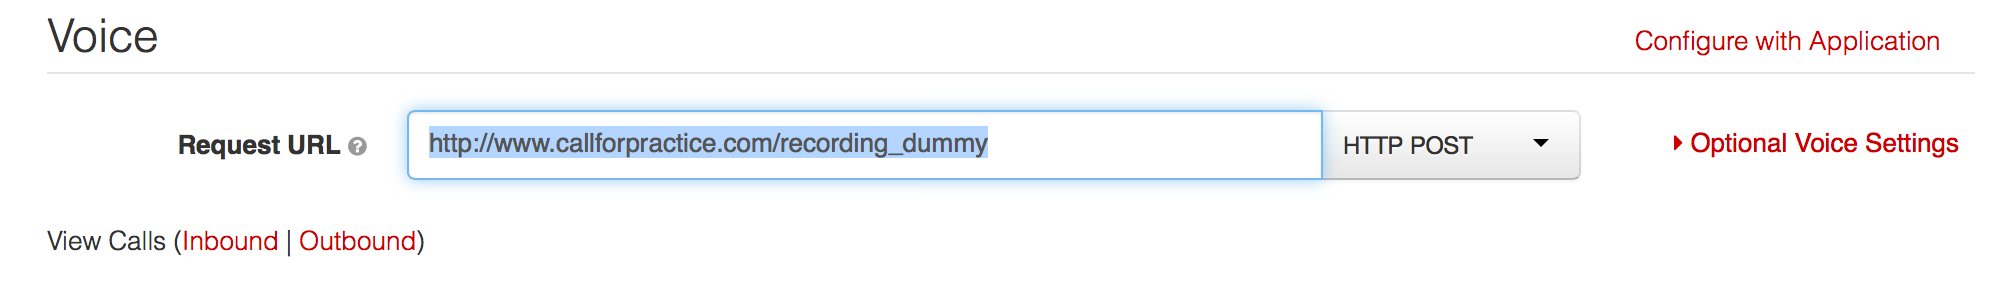 Voice
Configure with Application
Request URL ?
http://www.callforpractice.com/recording_dummy
HTTP POST
Optional Voice Settings
View Calls (Inbound | Outbound)